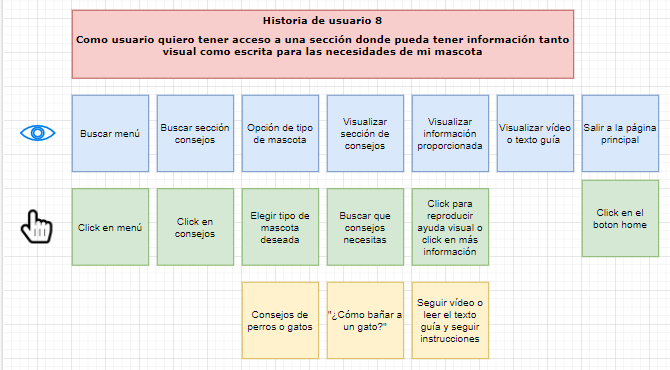 Historia de usuario 8
Como usuario quiero tener acceso a una sección donde pueda tener información tanto
visual como escrita para las necesidades de mi mascota
Buscar menú
Buscar sección
consejos
Opción de tipo
de mascota
Visualizar
sección de
consejos
Visualizar
información
proporcionada
Visualizar vídeo
o texto guía
Salir a la página
principal
Click en menú
Click en
consejos
Elegir tipo de
mascota
deseada
Buscar que
consejos
necesitas
Click para
reproducir
ayuda visual o
click en más
información
Click en el
boton home
Consejos de
perros o gatos
"¿Cómo bañar a
un gato?"
Seguir vídeo o
leer el texto
guía y seguir
instrucciones